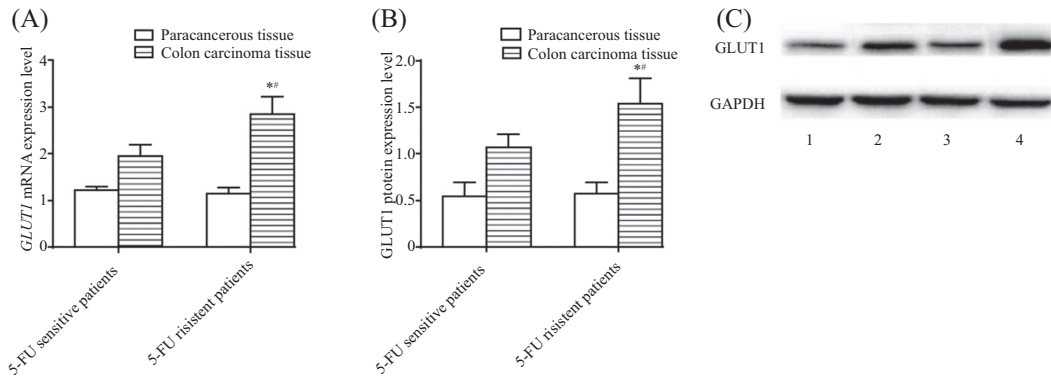 (A)
Paracancerous tissue
Colon carcinoma tissue
GLUT1 mRNA expression level
4
3
2
1
0
*#
5-FU sensitive patients
5-FU risistent patients
(B)
Paracancerous tissue
Colon carcinoma tissue
GLUT1 ptotein expression level
2.0
1.5
1.0
0.5
0.0
*#
5-FU sensitive patients
5-FU risistent patients
(C)
GLUT1
GAPDH
1 2 3 4